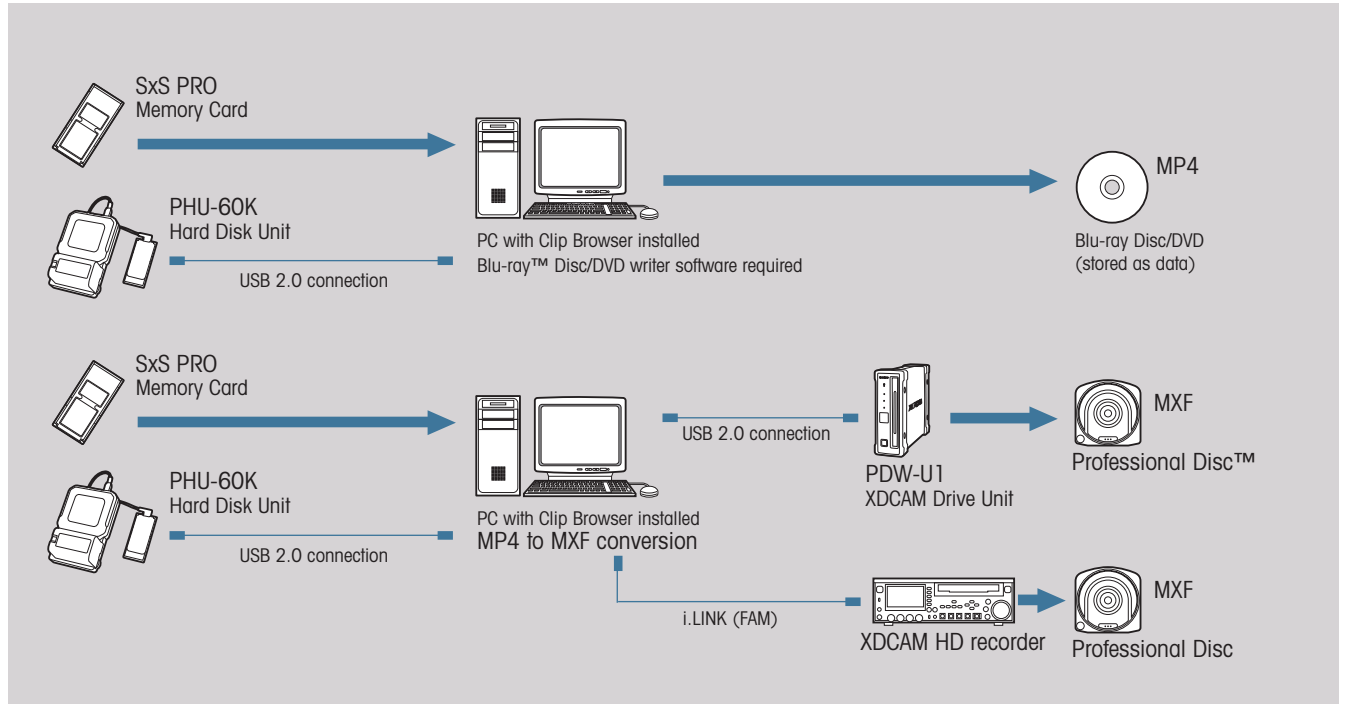 SxS PRO
Memory Card
PHU-60K
Hard Disk Unit
USB 2.0 connection
PC with Clip Browser installed
Blu-ray™ Disc/DVD writer software required
MP4
Blu-ray Disc/DVD
(stored as data)
SxS PRO
Memory Card
PHU-60K
Hard Disk Unit
USB 2.0 connection
PC with Clip Browser installed
MP4 to MXF conversion
USB 2.0 connection
PDW-U1
XDCAM Drive Unit
MXF
Professional Disc™
i.LINK (FAM)
XDCAM HD recorder
MXF
Professional Disc